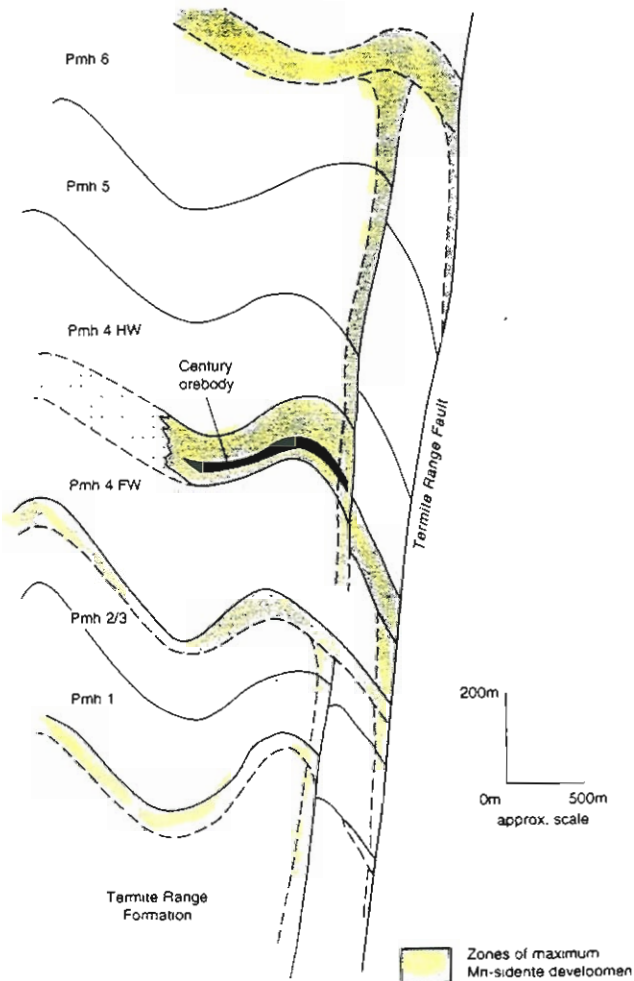 Pmh 6
Pmh 5
Pmh 4 HW
Century
orebody
Pmh 4 FW
Termite Range Fault
Pmh 2/3
Pmh 1
200m
0m
500m
approx. scale
Termite Range
Formation
Zones of maximum
Mn-siderite developmen